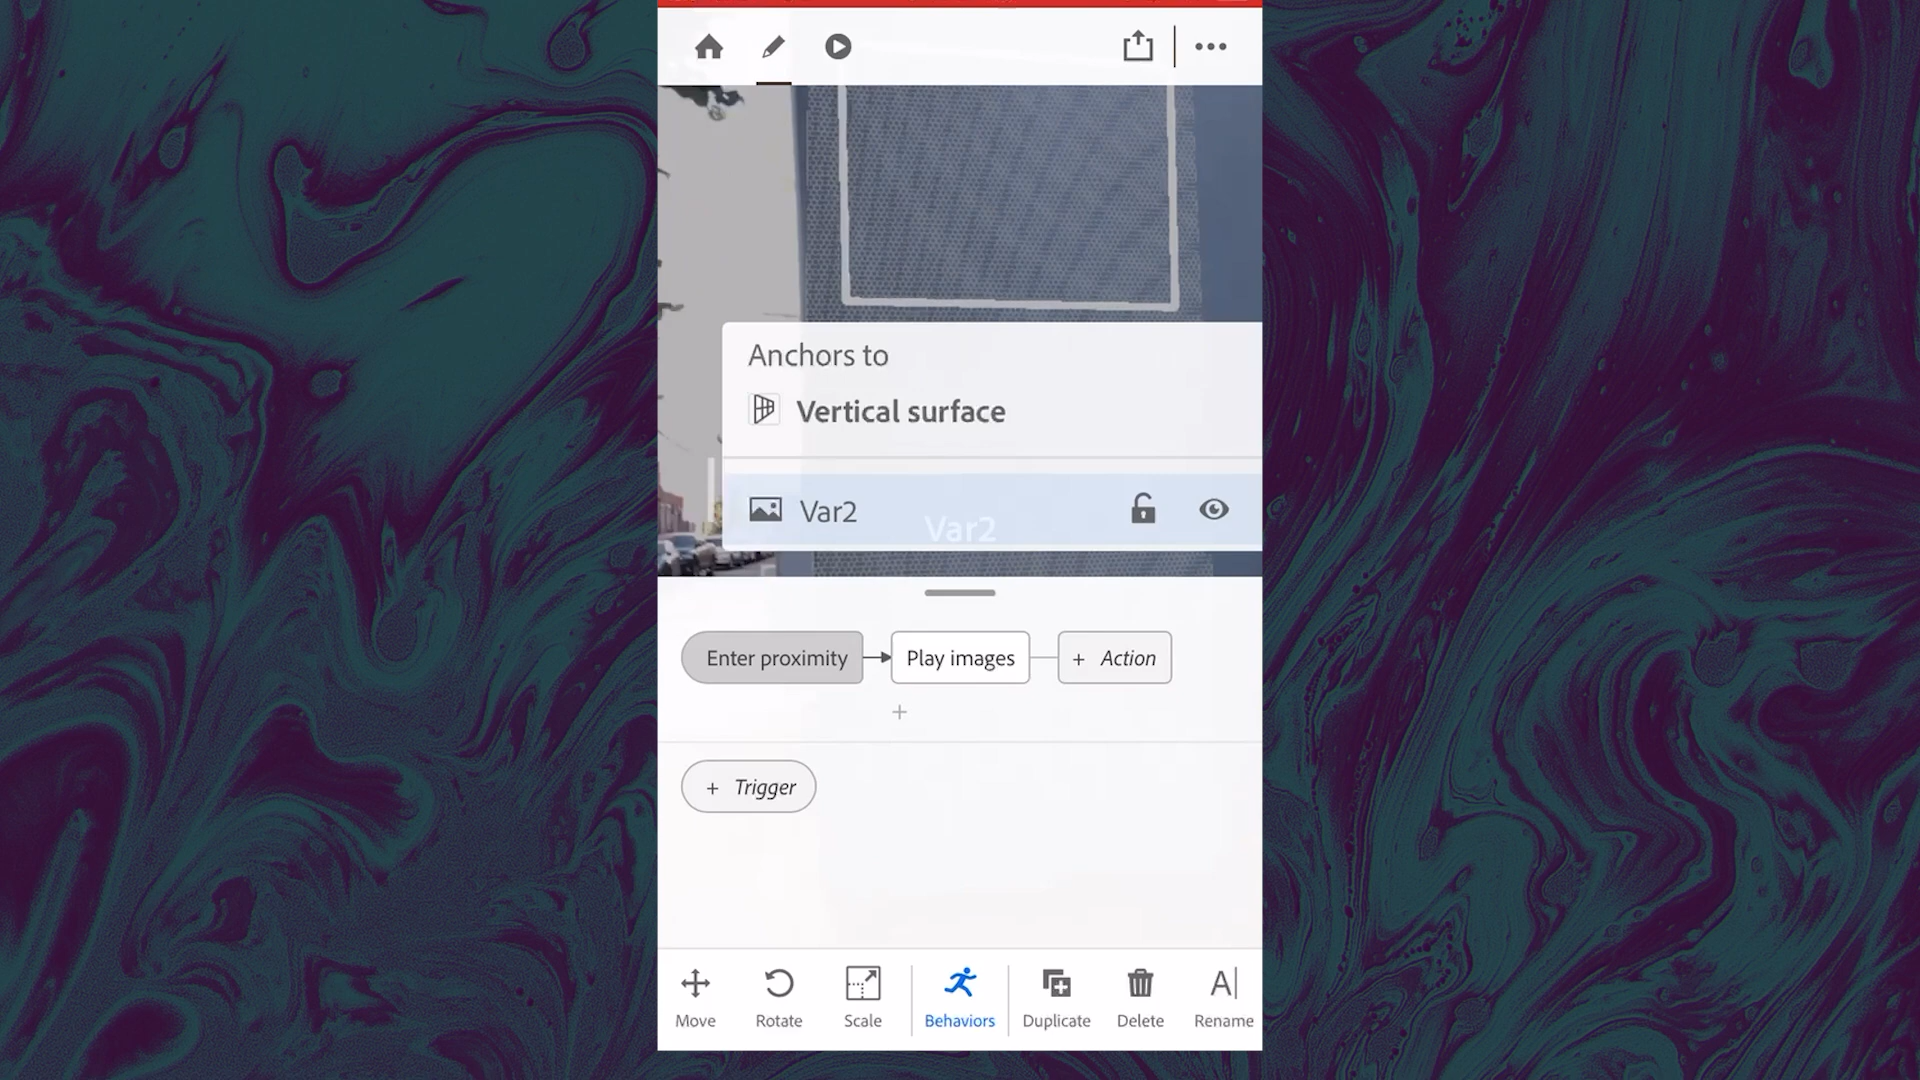 Anchors to
Vertical surface
Var2
Var2
Enter proximity
Play images
+ Action
+
+ Trigger
Move
Rotate
Scale
Behaviors
Duplicate
Delete
Rename